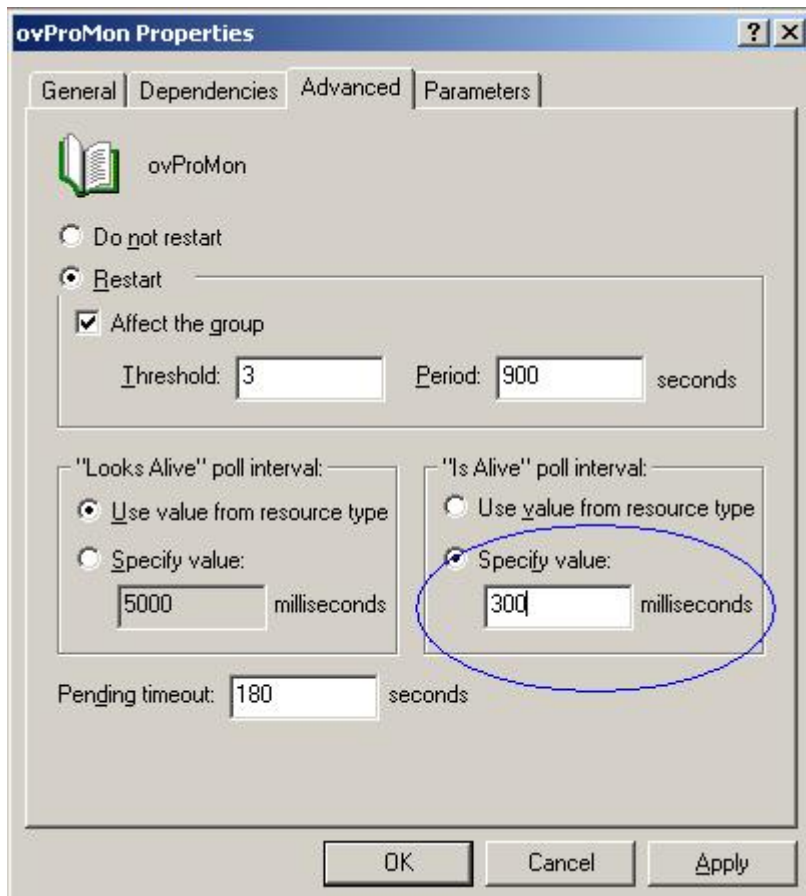 ovProMon Properties
General Dependencies Advanced Parameters
ovProMon
Do not restart
Restart
Affect the group
Threshold: 3 Period: 900 seconds
"Looks Alive" poll interval: "Is Alive" poll interval:
Use value from resource type Use value from resource type
Specify value: Specify value:
5000 milliseconds 300 milliseconds
Pending timeout: 180 seconds
OK Cancel Apply